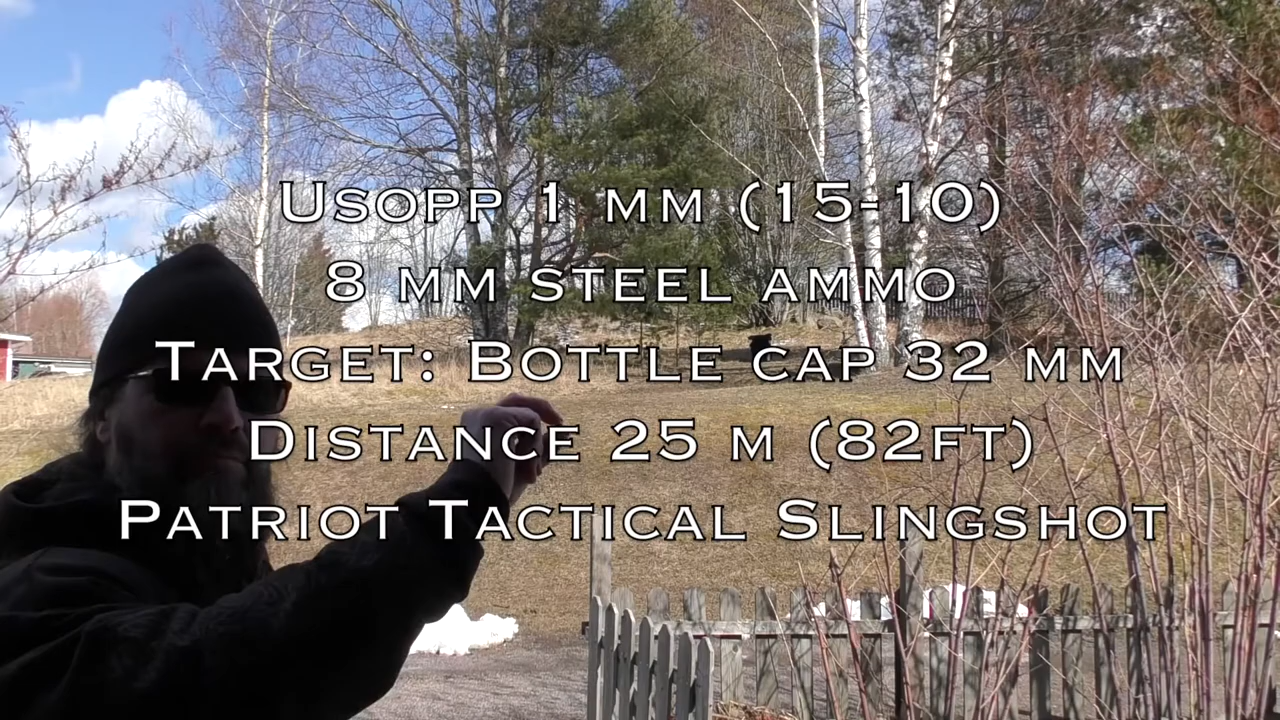 Usopp 1 mm (15-10)
8 mm steel ammo
Target: Bottle cap 32 mm
Distance 25 m (82ft)
Patriot Tactical Slingshot